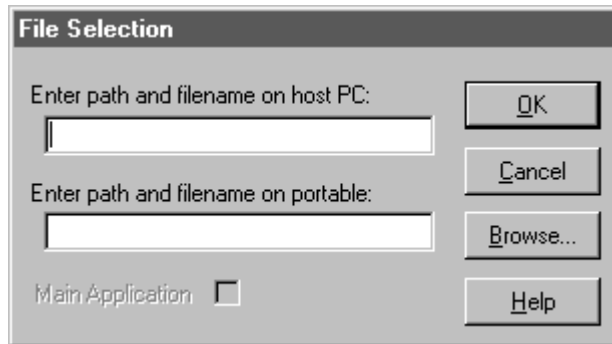 File Selection
Enter path and filename on host PC:
OK
Cancel
Enter path and filename on portable:
Browse...
Main Application
Help